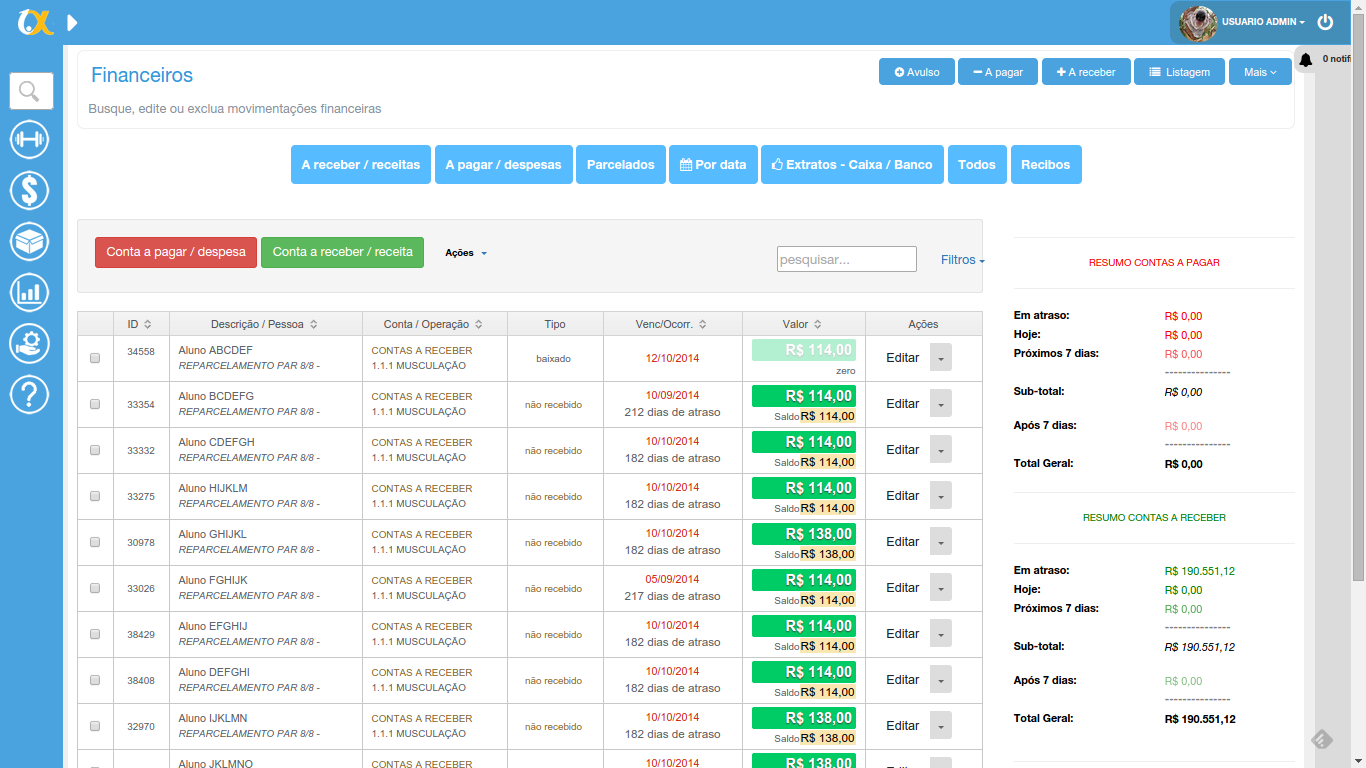 USUARIO ADMIN
0 notifi
Financeiros
Avulso
A pagar
A receber
Listagem
Mais
Busque, edite ou exclua movimentações financeiras
A receber / receitas
A pagar / despesas
Parcelados
Por data
Extratos - Caixa / Banco
Todos
Recibos
Conta a pagar / despesa
Conta a receber / receita
Ações
pesquisar...
Filtros
ID Descrição / Pessoa Conta / Operação Tipo Venc/Ocorr. Valor Ações
34558 Aluno ABCDEF CONTAS A RECEBER baixado 12/10/2014 R$ 114,00 Editar
REPARCELAMENTO PAR 8/8 - 1.1.1 MUSCULAÇÃO zero
33354 Aluno BCDEFG CONTAS A RECEBER não recebido 10/09/2014 R$ 114,00 Editar
REPARCELAMENTO PAR 8/8 - 1.1.1 MUSCULAÇÃO 212 dias de atraso Saldo R$ 114,00
33332 Aluno CDEFGH CONTAS A RECEBER não recebido 10/10/2014 R$ 114,00 Editar
REPARCELAMENTO PAR 8/8 - 1.1.1 MUSCULAÇÃO 182 dias de atraso Saldo R$ 114,00
33275 Aluno HIJKLM CONTAS A RECEBER não recebido 10/10/2014 R$ 114,00 Editar
REPARCELAMENTO PAR 8/8 - 1.1.1 MUSCULAÇÃO 182 dias de atraso Saldo R$ 114,00
30978 Aluno GHIJKL CONTAS A RECEBER não recebido 10/10/2014 R$ 138,00 Editar
REPARCELAMENTO PAR 8/8 - 1.1.1 MUSCULAÇÃO 182 dias de atraso Saldo R$ 138,00
33026 Aluno FGHIJK CONTAS A RECEBER não recebido 05/09/2014 R$ 114,00 Editar
REPARCELAMENTO PAR 8/8 - 1.1.1 MUSCULAÇÃO 217 dias de atraso Saldo R$ 114,00
38429 Aluno EFGHIJ CONTAS A RECEBER não recebido 10/10/2014 R$ 114,00 Editar
REPARCELAMENTO PAR 8/8 - 1.1.1 MUSCULAÇÃO 182 dias de atraso Saldo R$ 114,00
38408 Aluno DEFGHI CONTAS A RECEBER não recebido 10/10/2014 R$ 114,00 Editar
REPARCELAMENTO PAR 8/8 - 1.1.1 MUSCULAÇÃO 182 dias de atraso Saldo R$ 114,00
32970 Aluno IJKLMN CONTAS A RECEBER não recebido 10/10/2014 R$ 138,00 Editar
REPARCELAMENTO PAR 8/8 - 1.1.1 MUSCULAÇÃO 182 dias de atraso Saldo R$ 138,00
Aluno JKLMNO CONTAS A RECEBER 10/10/2014 R$ 138,00 Editar
RESUMO CONTAS A PAGAR
Em atraso: R$ 0,00
Hoje: R$ 0,00
Próximos 7 dias: R$ 0,00
---------------
Sub-total: R$ 0,00
Após 7 dias: R$ 0,00
---------------
Total Geral: R$ 0,00
RESUMO CONTAS A RECEBER
Em atraso: R$ 190.551,12
Hoje: R$ 0,00
Próximos 7 dias: R$ 0,00
---------------
Sub-total: R$ 190.551,12
Após 7 dias: R$ 0,00
---------------
Total Geral: R$ 190.551,12